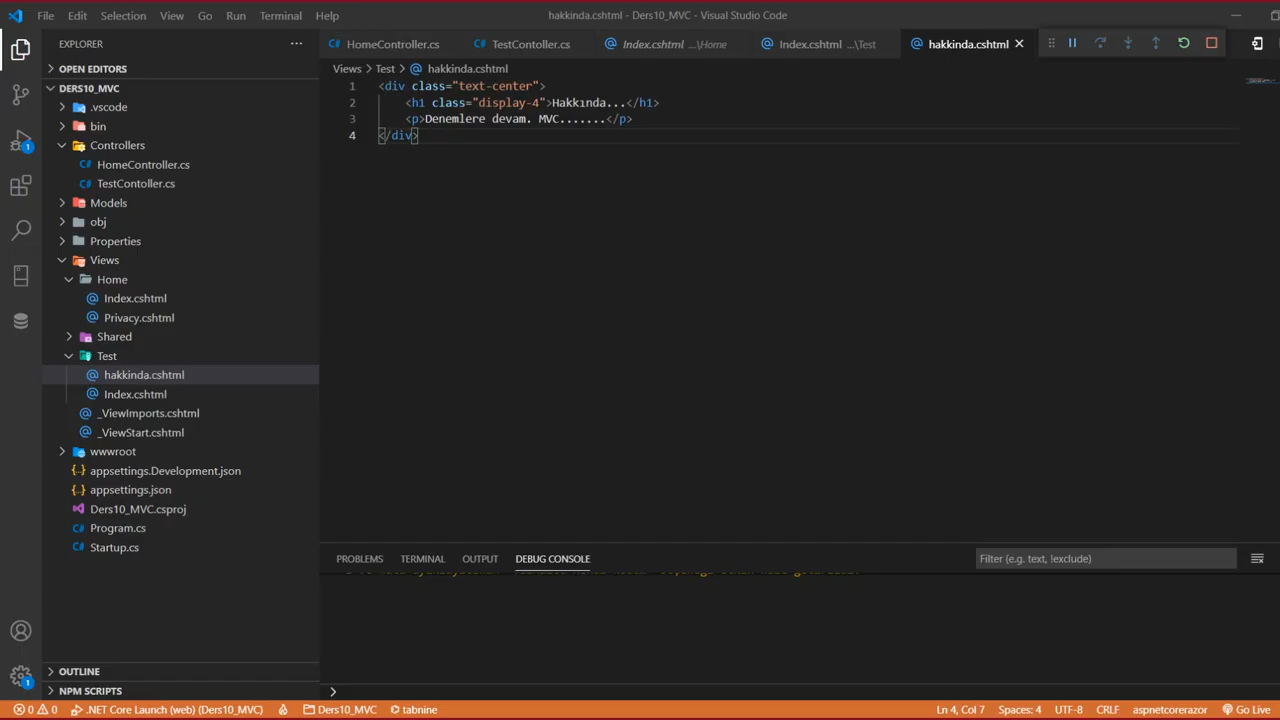 File Edit Selection View Go Run Terminal Help hakkinda.cshtml - Ders10_MVC - Visual Studio Code
EXPLORER
HomeController.cs TestContoller.cs Index.cshtml ...\Home Index.cshtml ...\Test hakkinda.cshtml
OPEN EDITORS
Views > Test > hakkinda.cshtml
DERS10_MVC
.vscode
bin
Controllers
HomeController.cs
TestContoller.cs
Models
obj
Properties
Views
Home
Index.cshtml
Privacy.cshtml
Shared
Test
hakkinda.cshtml
Index.cshtml
_ViewImports.cshtml
_ViewStart.cshtml
wwwroot
appsettings.Development.json
appsettings.json
Ders10_MVC.csproj
Program.cs
Startup.cs
OUTLINE
NPM SCRIPTS
1 <div class="text-center">
2 <h1 class="display-4">Hakkında...</h1>
3 <p>Denemlere devam. MVC.......</p>
4 </div>
PROBLEMS TERMINAL OUTPUT DEBUG CONSOLE Filter (e.g. text, !exclude)
1
1
0 0 .NET Core Launch (web) (Ders10_MVC) Ders10_MVC tabnine Ln 4, Col 7 Spaces: 4 UTF-8 CRLF aspnetcorerazor Go Live